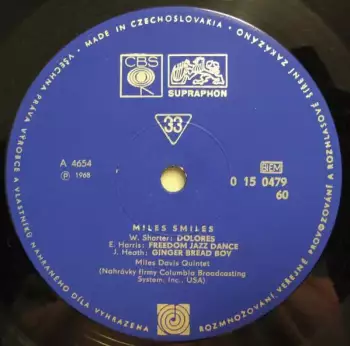 • VŠECHNA PRÁVA VÝROBCE A VLASTNÍKŮ NAHRANÉHO DÍLA VYHRAZENA
• MADE IN CZECHOSLOVAKIA •
ROZMNOŽOVÁNÍ, VEŘEJNÉ PROVOZOVÁNÍ A ROZHLASOVÉ ŠÍŘENÍ ZAKÁZÁNO
CBS
SUPRAPHON
33
A 4654
Ⓟ 1968
BIEM
0 15 0479
60
MILES SMILES
W. Shorter: DOLORES
E. Harris: FREEDOM JAZZ DANCE
J. Heath: GINGER BREAD BOY
Miles Davis Quintet
(Nahrávky firmy Columbia Broadcasting
System, Inc., USA)